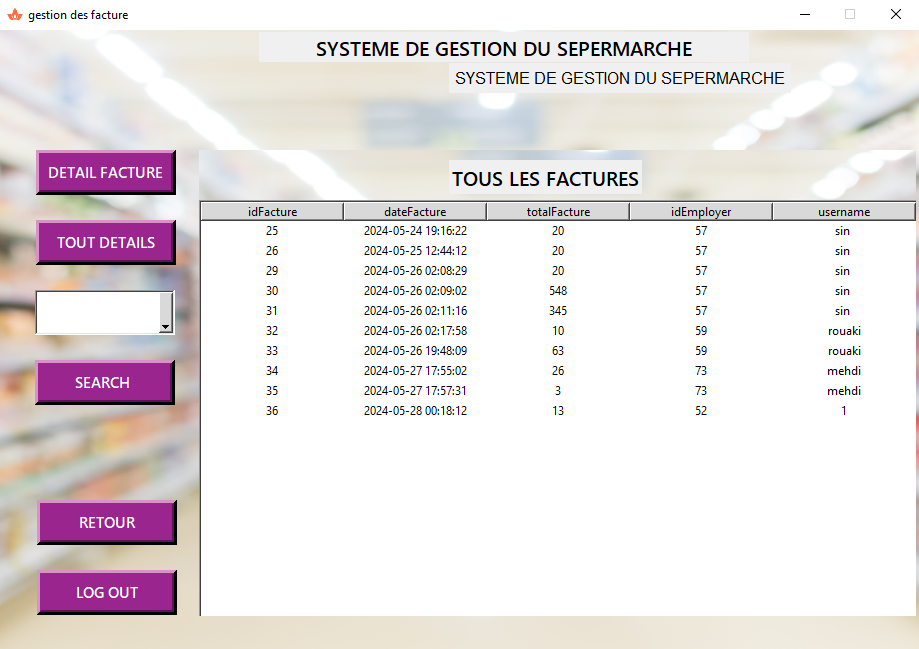 gestion des facture
SYSTEME DE GESTION DU SEPERMARCHE
SYSTEME DE GESTION DU SEPERMARCHE
DETAIL FACTURE
TOUT DETAILS
SEARCH
RETOUR
LOG OUT
TOUS LES FACTURES
idFacture dateFacture totalFacture idEmployer username
25 2024-05-24 19:16:22 20 57 sin
26 2024-05-25 12:44:12 20 57 sin
29 2024-05-26 02:08:29 20 57 sin
30 2024-05-26 02:09:02 548 57 sin
31 2024-05-26 02:11:16 345 57 sin
32 2024-05-26 02:17:58 10 59 rouaki
33 2024-05-26 19:48:09 63 59 rouaki
34 2024-05-27 17:55:02 26 73 mehdi
35 2024-05-27 17:57:31 3 73 mehdi
36 2024-05-28 00:18:12 13 52 1